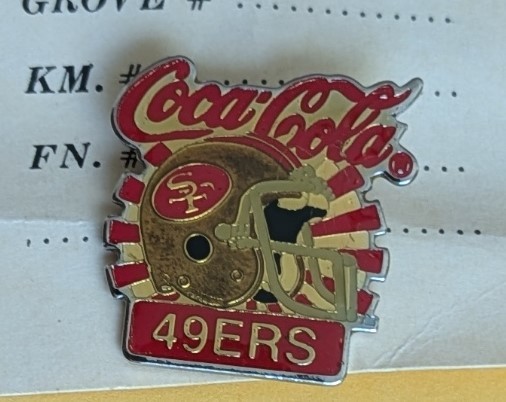 GROVE # ..................
KM. # ..................
FN. # ..................
Coca-Cola®
SF
49ERS